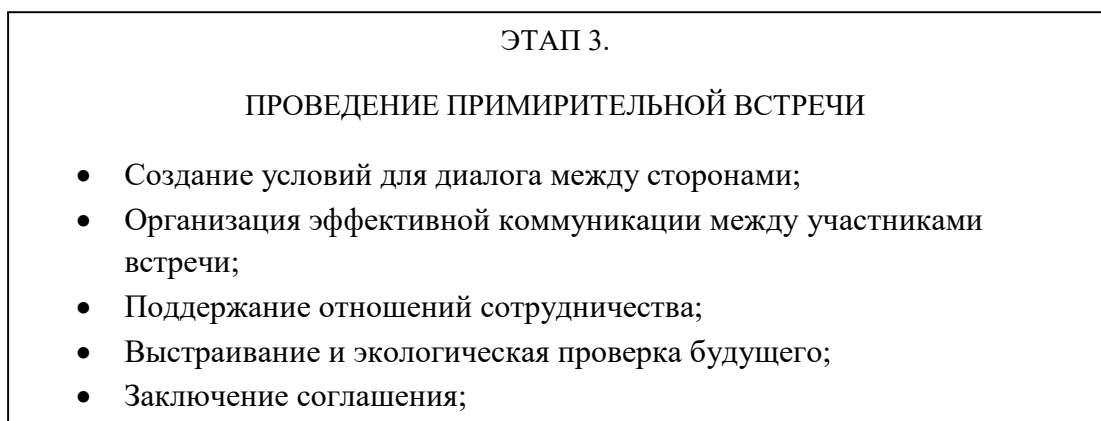 ЭТАП 3.
ПРОВЕДЕНИЕ ПРИМИРИТЕЛЬНОЙ ВСТРЕЧИ
• Создание условий для диалога между сторонами;
• Организация эффективной коммуникации между участниками
встречи;
• Поддержание отношений сотрудничества;
• Выстраивание и экологическая проверка будущего;
• Заключение соглашения;